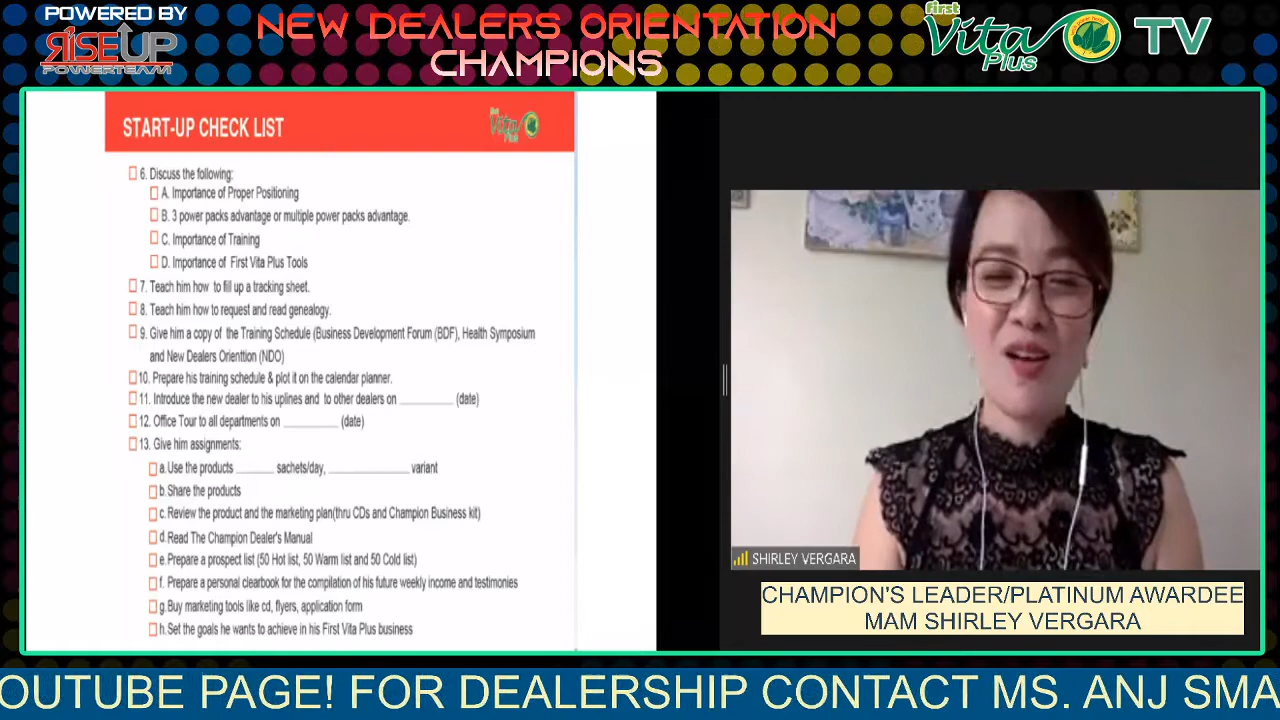 POWERED BY
RISEUP
POWERTEAM
NEW DEALERS ORIENTATION
CHAMPIONS
First
Vita
Plus
TV
START-UP CHECK LIST
First
Vita
Plus
6. Discuss the following:
A. Importance of Proper Positioning
B. 3 power packs advantage or multiple power packs advantage.
C. Importance of Training
D. Importance of First Vita Plus Tools
7. Teach him how to fill up a tracking sheet.
8. Teach him how to request and read genealogy.
9. Give him a copy of the Training Schedule (Business Development Forum (BDF), Health Symposium
and New Dealers Orienttion (NDO)
10. Prepare his training schedule & plot it on the calendar planner.
11. Introduce the new dealer to his uplines and to other dealers on __________ (date)
12. Office Tour to all departments on __________ (date)
13. Give him assignments:
a. Use the products _______ sachets/day, _______________ variant
b. Share the products
c. Review the product and the marketing plan(thru CDs and Champion Business kit)
d. Read The Champion Dealer's Manual
e. Prepare a prospect list (50 Hot list, 50 Warm list and 50 Cold list)
f. Prepare a personal clearbook for the compilation of his future weekly income and testimonies
g. Buy marketing tools like cd, flyers, application form
h. Set the goals he wants to achieve in his First Vita Plus business
SHIRLEY VERGARA
CHAMPION'S LEADER/PLATINUM AWARDEE
MAM SHIRLEY VERGARA
OUTUBE PAGE! FOR DEALERSHIP CONTACT MS. ANJ SMA